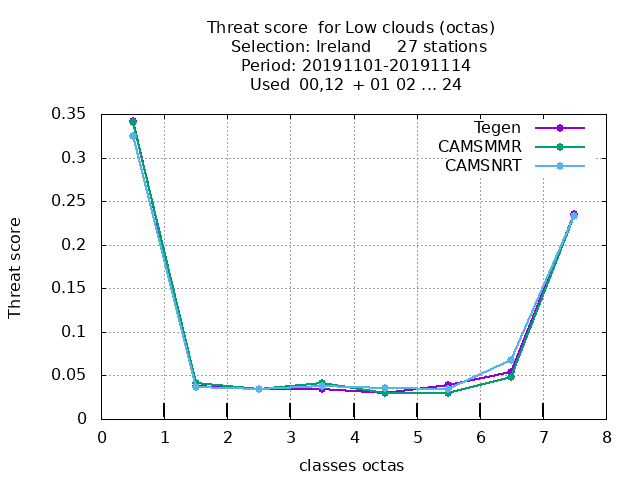 Threat score  for Low clouds (octas)
Selection: Ireland     27 stations
Period: 20191101-20191114
Used  00,12  + 01 02 ... 24
Tegen
CAMSMMR
CAMSNRT
Threat score
0.35
0.3
0.25
0.2
0.15
0.1
0.05
0
0 1 2 3 4 5 6 7 8
classes octas